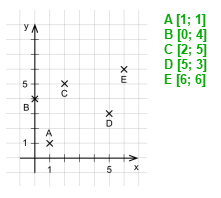 y
A [1; 1]
B [0; 4]
C [2; 5]
D [5; 3]
E [6; 6]
E
5
C
B
D
A
1
1
5
x